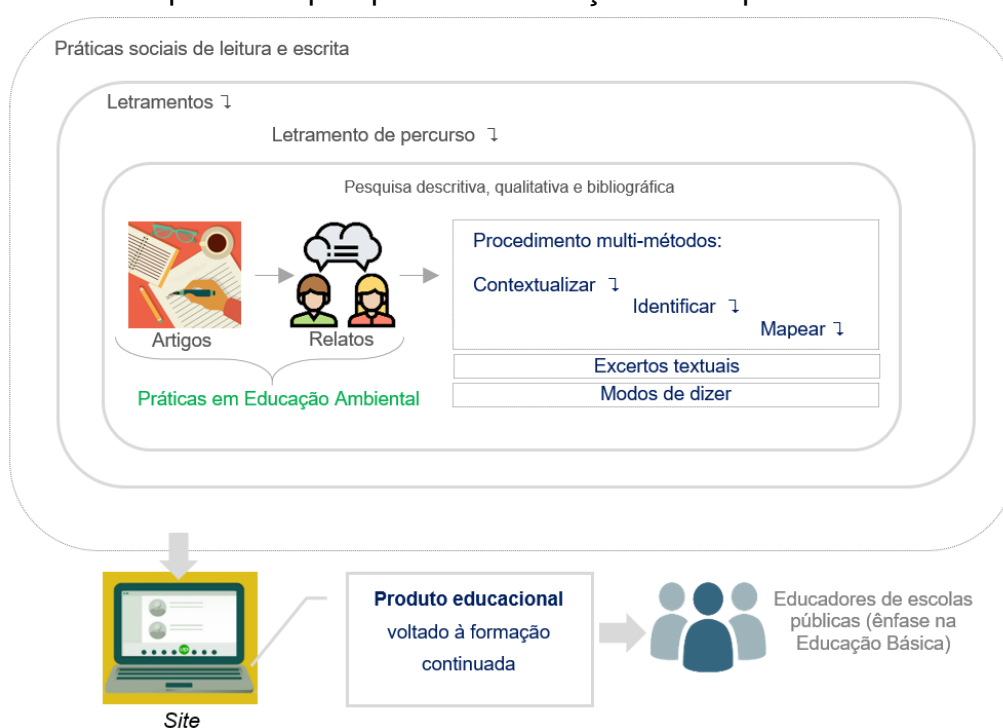 Práticas sociais de leitura e escrita
Letramentos ↴
Letramento de percurso ↴
Pesquisa descritiva, qualitativa e bibliográfica
Artigos
Relatos
Práticas em Educação Ambiental
Procedimento multi-métodos:
Contextualizar ↴
Identificar ↴
Mapear ↴
Excertos textuais
Modos de dizer
Site
Produto educacional
voltado à formação
continuada
Educadores de escolas
públicas (ênfase na
Educação Básica)